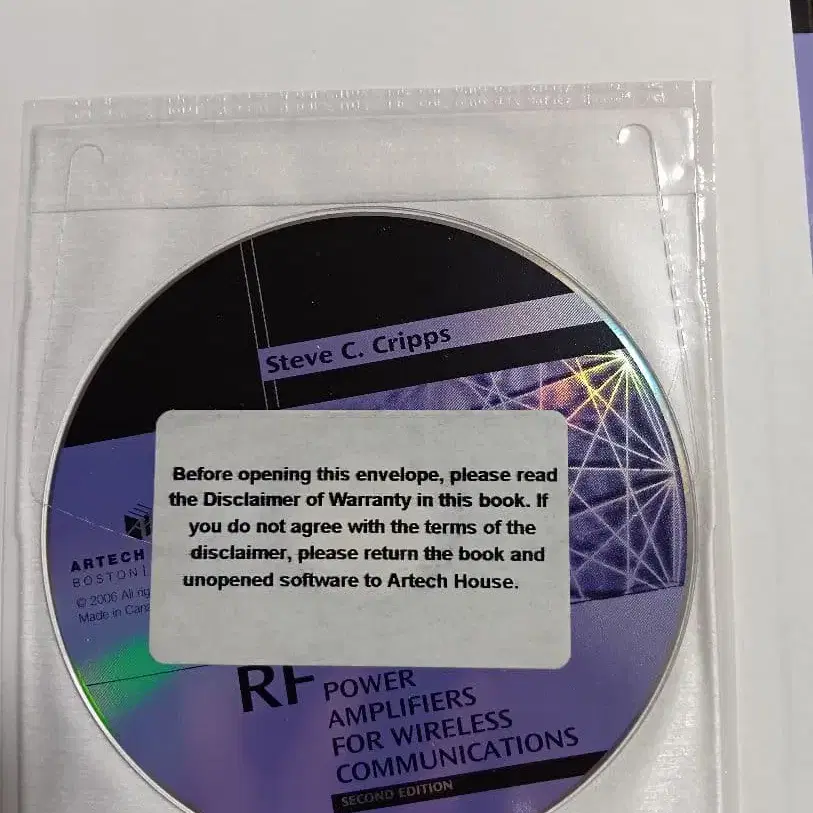 Steve C. Cripps
Before opening this envelope, please read
the Disclaimer of Warranty in this book. If
you do not agree with the terms of the
disclaimer, please return the book and
unopened software to Artech House.
ARTECH
BOSTON
© 2006 All
Made in
RF POWER
AMPLIFIERS
FOR WIRELESS
COMMUNICATIONS
SECOND EDITION